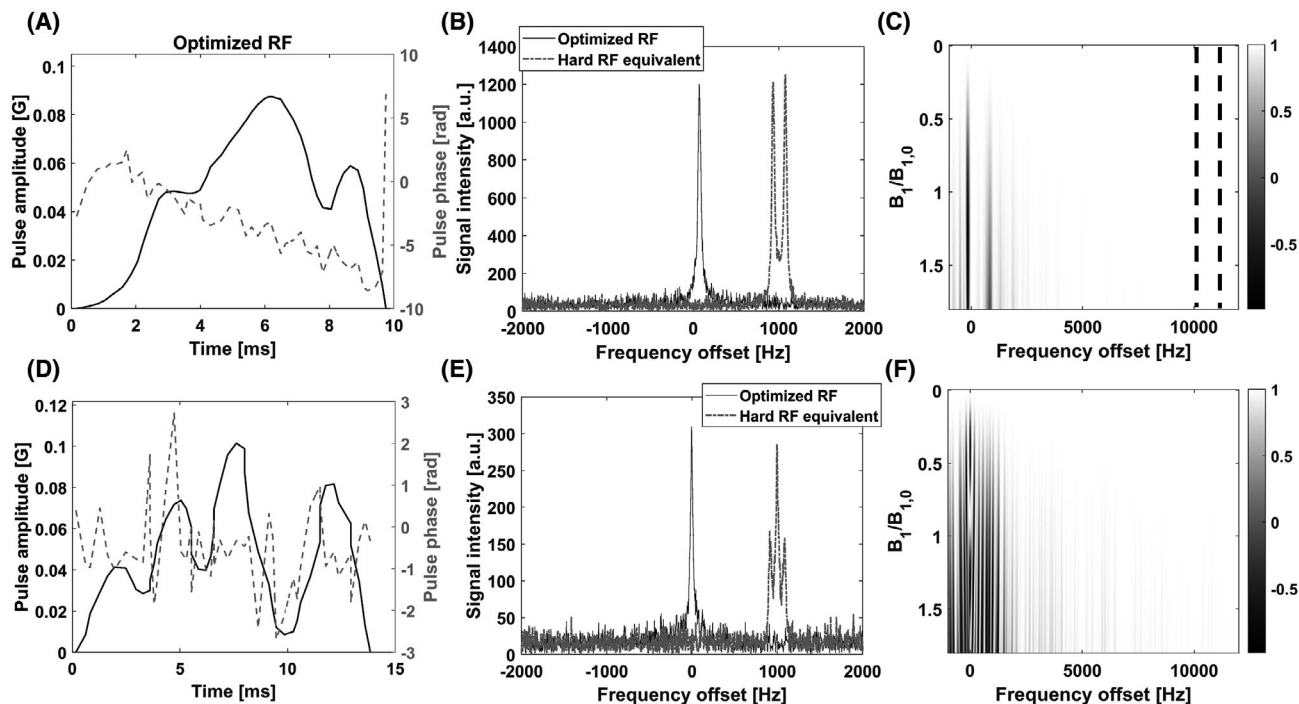 (A)
Optimized RF
Pulse amplitude [G]
0.1
0.08
0.06
0.04
0.02
0
10
5
0
-5
-10
Pulse phase [rad]
0 2 4 6 8 10
Time [ms]
(B)
Optimized RF
Hard RF equivalent
Signal intensity [a.u.]
1400
1200
1000
800
600
400
200
0
-2000 -1000 0 1000 2000
Frequency offset [Hz]
(C)
B1/B1,0
0
0.5
1
1.5
0 5000 10000
Frequency offset [Hz]
1
0.5
0
-0.5
(D)
Pulse amplitude [G]
0.12
0.1
0.08
0.06
0.04
0.02
0
3
2
1
0
-1
-2
-3
Pulse phase [rad]
0 5 10 15
Time [ms]
(E)
Optimized RF
Hard RF equivalent
Signal intensity [a.u.]
350
300
250
200
150
100
50
0
-2000 -1000 0 1000 2000
Frequency offset [Hz]
(F)
B1/B1,0
0
0.5
1
1.5
0 5000 10000
Frequency offset [Hz]
1
0.5
0
-0.5